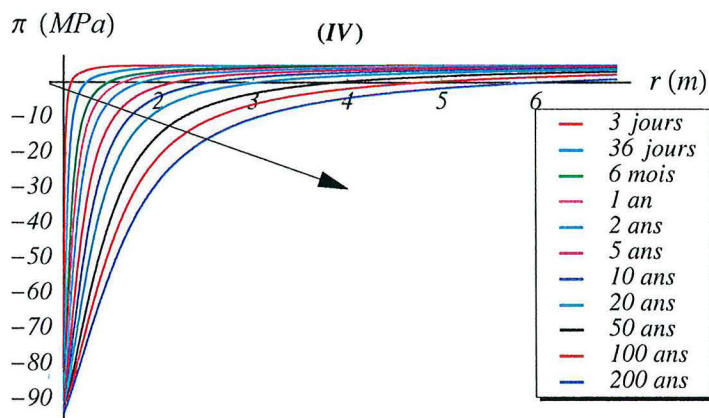 π (MPa)
(IV)
r (m)
2
3
4
5
6
−10
−20
−30
−40
−50
−60
−70
−80
−90
3 jours
36 jours
6 mois
1 an
2 ans
5 ans
10 ans
20 ans
50 ans
100 ans
200 ans